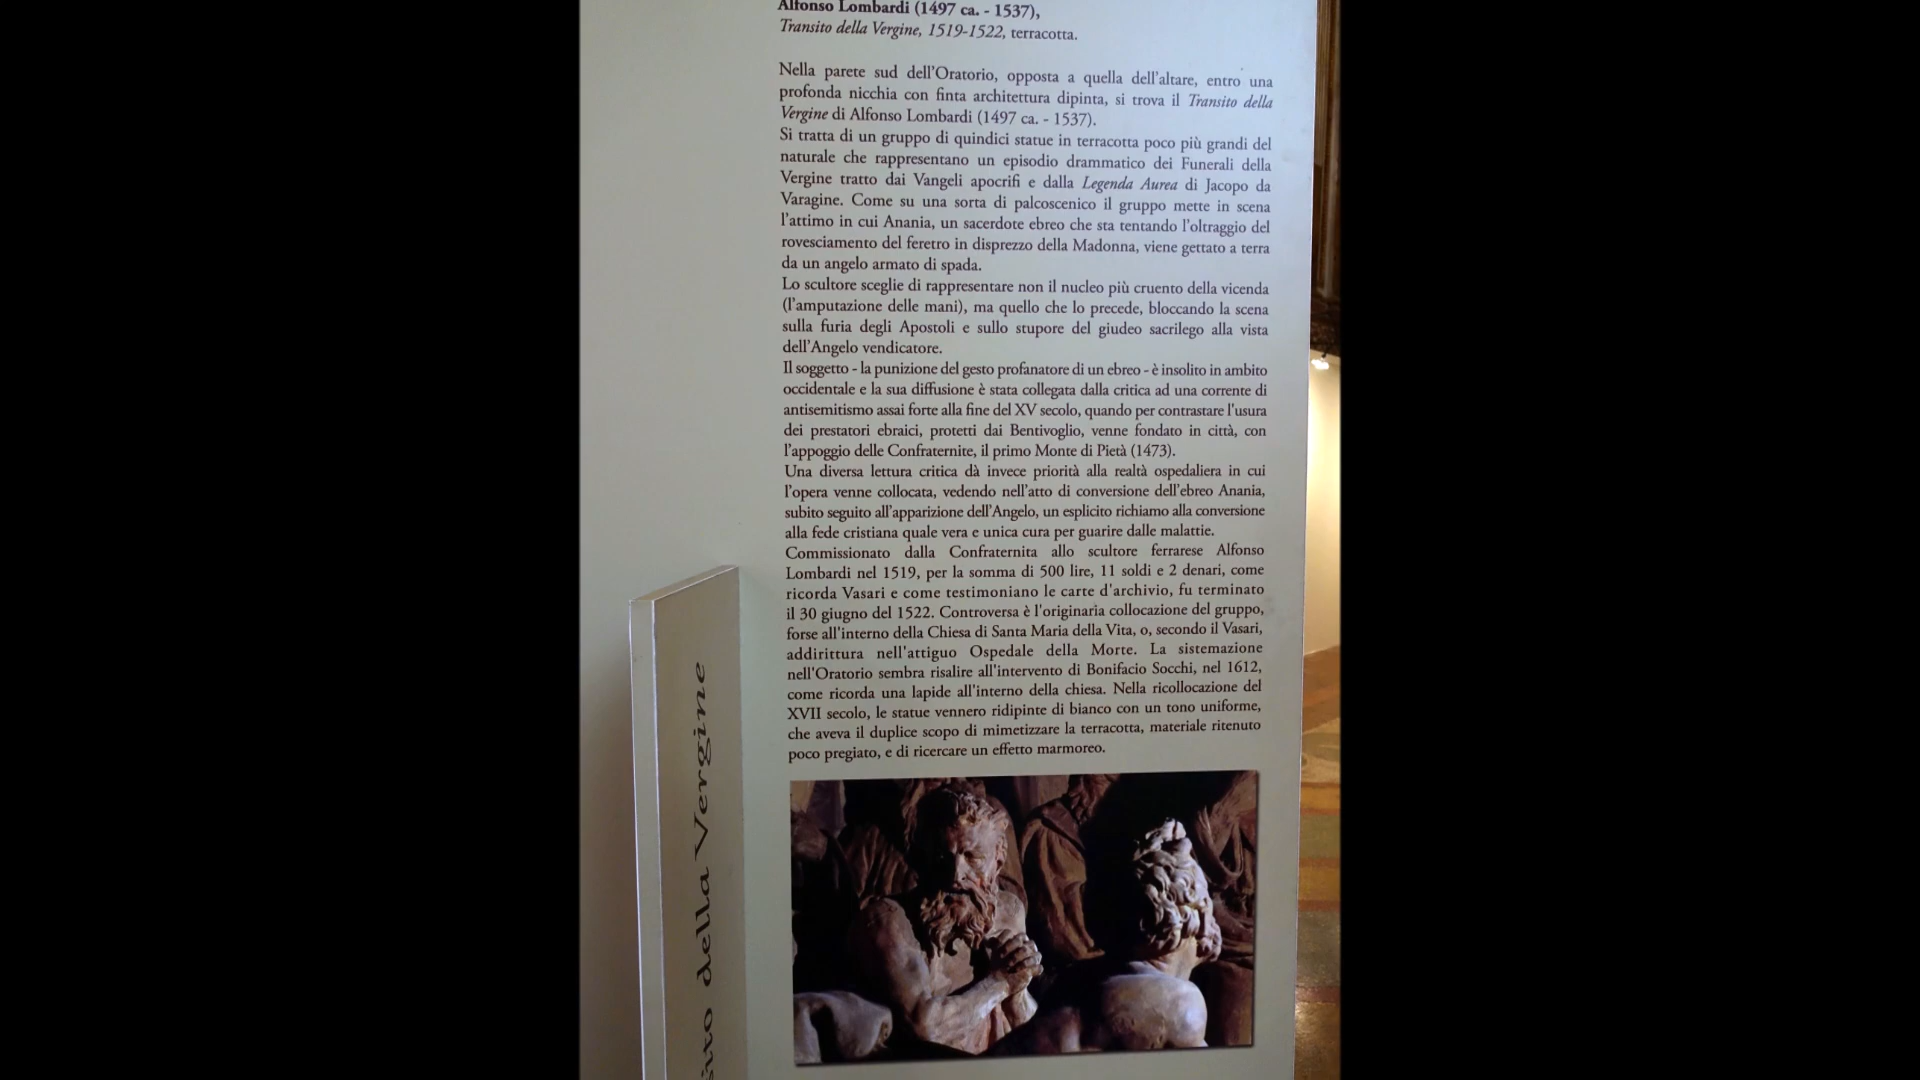 Alfonso Lombardi (1497 ca. - 1537),
Transito della Vergine, 1519-1522, terracotta.
Nella parete sud dell'Oratorio, opposta a quella dell'altare, entro una
profonda nicchia con finta architettura dipinta, si trova il Transito della
Vergine di Alfonso Lombardi (1497 ca. - 1537).
Si tratta di un gruppo di quindici statue in terracotta poco più grandi del
naturale che rappresentano un episodio drammatico dei Funerali della
Vergine tratto dai Vangeli apocrifi e dalla Legenda Aurea di Jacopo da
Varagine. Come su una sorta di palcoscenico il gruppo mette in scena
l'attimo in cui Anania, un sacerdote ebreo che sta tentando l'oltraggio del
rovesciamento del feretro in disprezzo della Madonna, viene gettato a terra
da un angelo armato di spada.
Lo scultore sceglie di rappresentare non il nucleo più cruento della vicenda
(l'amputazione delle mani), ma quello che lo precede, bloccando la scena
sulla furia degli Apostoli e sullo stupore del giudeo sacrilego alla vista
dell'Angelo vendicatore.
Il soggetto - la punizione del gesto profanatore di un ebreo - è insolito in ambito
occidentale e la sua diffusione è stata collegata dalla critica ad una corrente di
antisemitismo assai forte alla fine del XV secolo, quando per contrastare l'usura
dei prestatori ebraici, protetti dai Bentivoglio, venne fondato in città, con
l'appoggio delle Confraternite, il primo Monte di Pietà (1473).
Una diversa lettura critica dà invece priorità alla realtà ospedaliera in cui
l'opera venne collocata, vedendo nell'atto di conversione dell'ebreo Anania,
subito seguito all'apparizione dell'Angelo, un esplicito richiamo alla conversione
alla fede cristiana quale vera e unica cura per guarire dalle malattie.
Commissionato dalla Confraternita allo scultore ferrarese Alfonso
Lombardi nel 1519, per la somma di 500 lire, 11 soldi e 2 denari, come
ricorda Vasari e come testimoniano le carte d'archivio, fu terminato
il 30 giugno del 1522. Controversa è l'originaria collocazione del gruppo,
forse all'interno della Chiesa di Santa Maria della Vita, o, secondo il Vasari,
addirittura nell'attiguo Ospedale della Morte. La sistemazione
nell'Oratorio sembra risalire all'intervento di Bonifacio Socchi, nel 1612,
come ricorda una lapide all'interno della chiesa. Nella ricollocazione del
XVII secolo, le statue vennero ridipinte di bianco con un tono uniforme,
che aveva il duplice scopo di mimetizzare la terracotta, materiale ritenuto
poco pregiato, e di ricercare un effetto marmoreo.
sito della Vergine